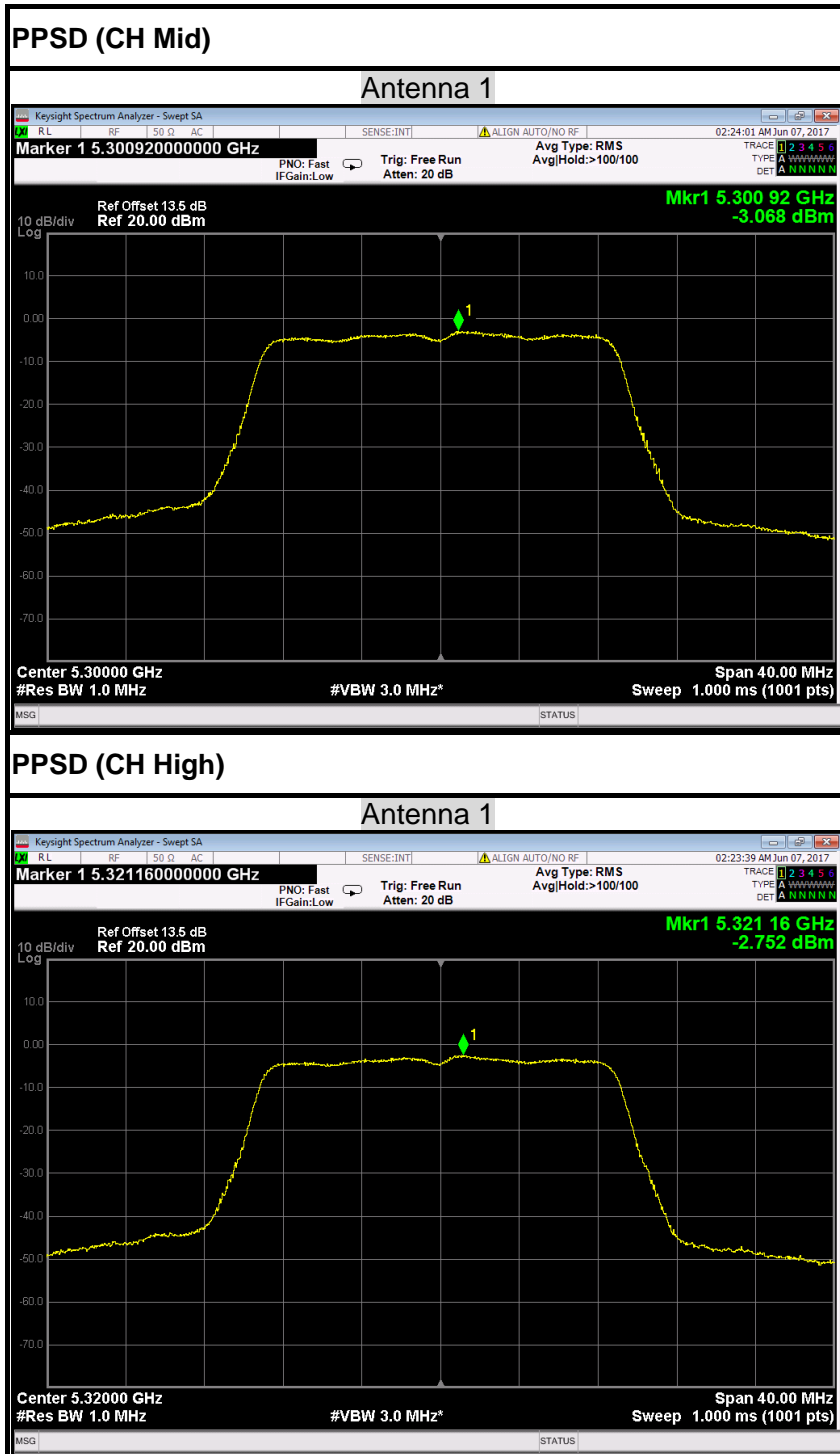 PPSD (CH Mid)
Antenna 1
Keysight Spectrum Analyzer - Swept SA
LXI RL RF 50 Ω AC SENSE:INT ALIGN AUTO/NO RF 02:24:01 AM Jun 07, 2017
Marker 1 5.300920000000 GHz Avg Type: RMS TRACE 1 2 3 4 5 6
PNO: Fast Trig: Free Run Avg|Hold:>100/100 TYPE A WWWWW
IFGain:Low Atten: 20 dB DET A N N N N N
Mkr1 5.300 92 GHz
Ref Offset 13.5 dB
10 dB/div Ref 20.00 dBm -3.068 dBm
Log
1
10.0
0.00
-10.0
-20.0
-30.0
-40.0
-50.0
-60.0
-70.0
Center 5.30000 GHz Span 40.00 MHz
#Res BW 1.0 MHz #VBW 3.0 MHz* Sweep 1.000 ms (1001 pts)
MSG STATUS
PPSD (CH High)
Antenna 1
Keysight Spectrum Analyzer - Swept SA
LXI RL RF 50 Ω AC SENSE:INT ALIGN AUTO/NO RF 02:23:39 AM Jun 07, 2017
Marker 1 5.321160000000 GHz Avg Type: RMS TRACE 1 2 3 4 5 6
PNO: Fast Trig: Free Run Avg|Hold:>100/100 TYPE A WWWWW
IFGain:Low Atten: 20 dB DET A N N N N N
Mkr1 5.321 16 GHz
Ref Offset 13.5 dB
10 dB/div Ref 20.00 dBm -2.752 dBm
Log
1
10.0
0.00
-10.0
-20.0
-30.0
-40.0
-50.0
-60.0
-70.0
Center 5.32000 GHz Span 40.00 MHz
#Res BW 1.0 MHz #VBW 3.0 MHz* Sweep 1.000 ms (1001 pts)
MSG STATUS